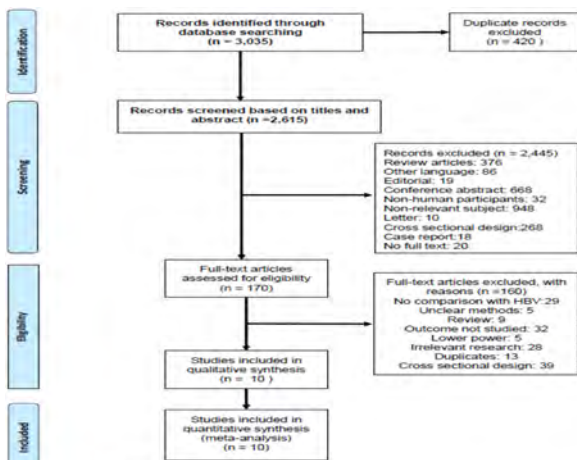 Identification
Records identified through
database searching
(n = 3,035)
Duplicate records
excluded
(n = 420 )
Screening
Records screened based on titles and
abstract (n =2,615)
Records excluded (n = 2,445)
Review articles: 376
Other language: 86
Editorial: 19
Conference abstract: 668
Non-human participants: 32
Non-relevant subject: 948
Letter: 10
Cross sectional design:268
Case report:18
No full text: 20
Eligibility
Full-text articles
assessed for eligibility
(n = 170)
Full-text articles excluded, with
reasons (n =160)
No comparison with HBV:29
Unclear methods: 5
Review: 9
Outcome not studied: 32
Lower power: 5
Irrelevant research: 28
Duplicates: 13
Cross sectional design: 39
Studies included in
qualitative synthesis
(n = 10 )
Included
Studies included in
quantitative synthesis
(meta-analysis)
(n = 10)